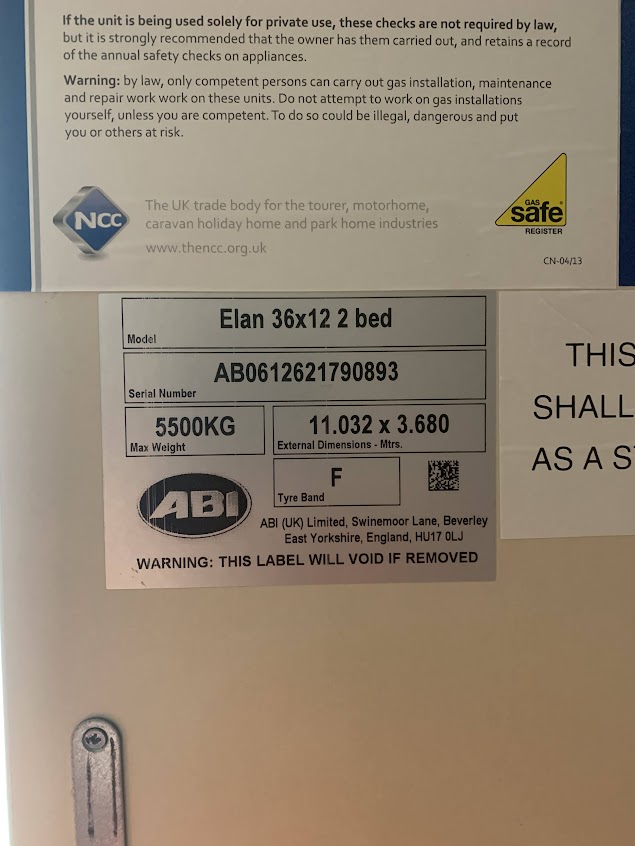 If the unit is being used solely for private use, these checks are not required by law,
but it is strongly recommended that the owner has them carried out, and retains a record
of the annual safety checks on appliances.
Warning: by law, only competent persons can carry out gas installation, maintenance
and repair work work on these units. Do not attempt to work on gas installations
yourself, unless you are competent. To do so could be illegal, dangerous and put
you or others at risk.
NCC
The UK trade body for the tourer, motorhome,
caravan holiday home and park home industries
www.thencc.org.uk
GAS
safe
REGISTER
CN-04/13
Elan 36x12 2 bed
Model
AB0612621790893
Serial Number
5500KG
Max Weight
11.032 x 3.680
External Dimensions - Mtrs.
F
Tyre Band
ABI
ABI (UK) Limited, Swinemoor Lane, Beverley
East Yorkshire, England, HU17 0LJ
WARNING: THIS LABEL WILL VOID IF REMOVED
THIS
SHALL
AS A S